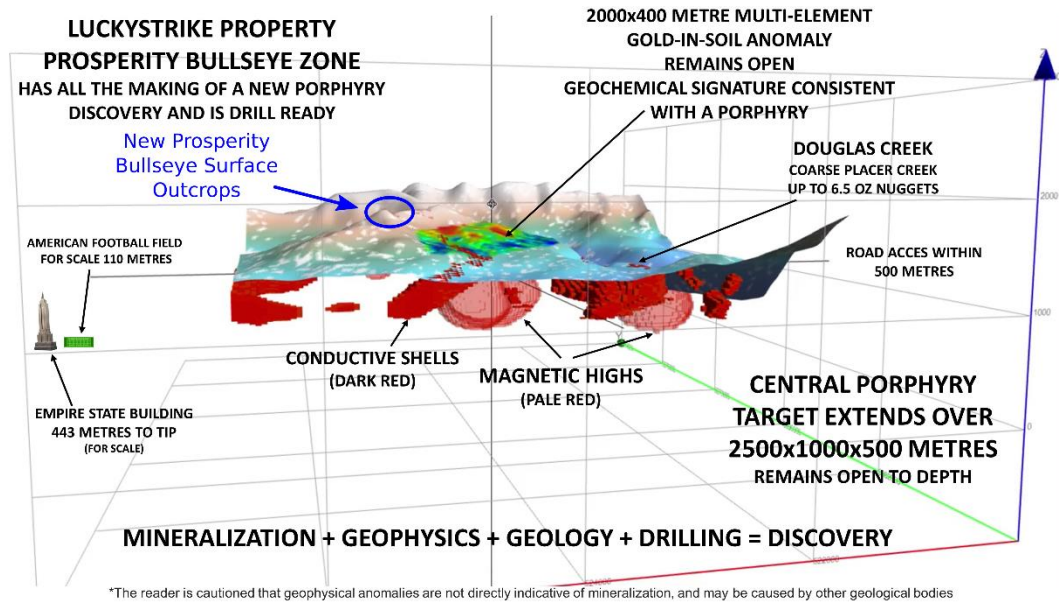 LUCKYSTRIKE PROPERTY
PROSPERITY BULLSEYE ZONE
HAS ALL THE MAKING OF A NEW PORPHYRY
DISCOVERY AND IS DRILL READY
New Prosperity
Bullseye Surface
Outcrops
2000x400 METRE MULTI-ELEMENT
GOLD-IN-SOIL ANOMALY
REMAINS OPEN
GEOCHEMICAL SIGNATURE CONSISTENT
WITH A PORPHYRY
DOUGLAS CREEK
COARSE PLACER CREEK
UP TO 6.5 OZ NUGGETS
2000
AMERICAN FOOTBALL FIELD
FOR SCALE 110 METRES
ROAD ACCES WITHIN
500 METRES
1000
CONDUCTIVE SHELLS
(DARK RED)
MAGNETIC HIGHS
(PALE RED)
Y
EMPIRE STATE BUILDING
443 METRES TO TIP
(FOR SCALE)
CENTRAL PORPHYRY
TARGET EXTENDS OVER
2500x1000x500 METRES
REMAINS OPEN TO DEPTH
0
MINERALIZATION + GEOPHYSICS + GEOLOGY + DRILLING = DISCOVERY
*The reader is cautioned that geophysical anomalies are not directly indicative of mineralization, and may be caused by other geological bodies